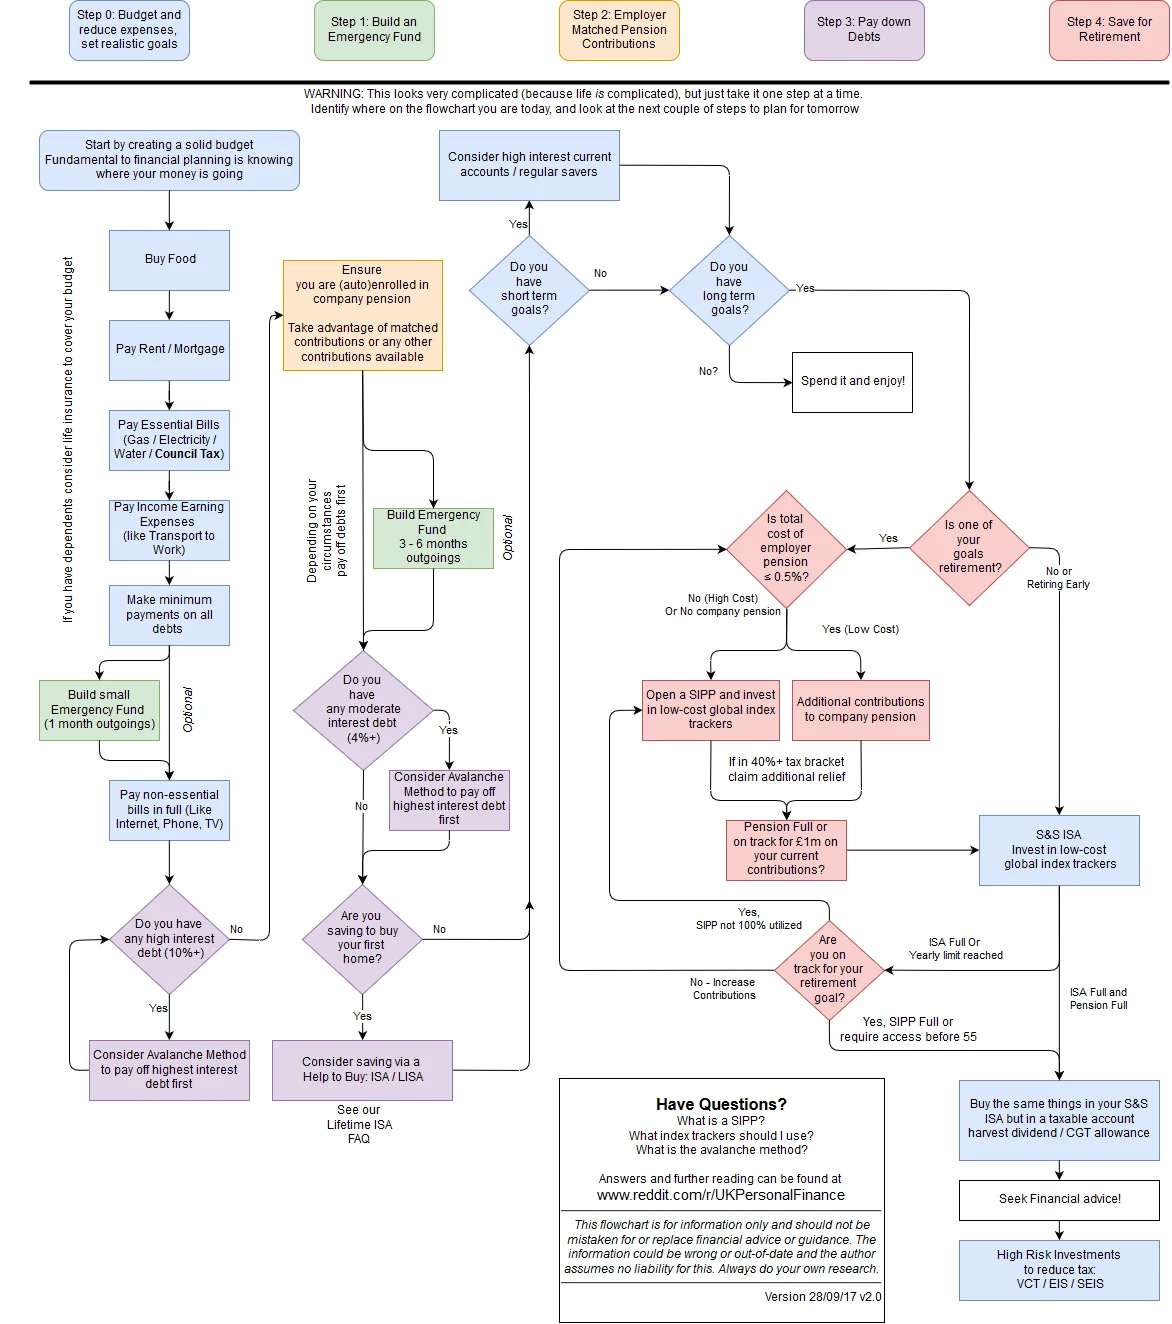 Step 0: Budget and
reduce expenses,
set realistic goals
Step 1: Build an
Emergency Fund
Step 2: Employer
Matched Pension
Contributions
Step 3: Pay down
Debts
Step 4: Save for
Retirement
WARNING: This looks very complicated (because life is complicated), but just take it one step at a time.
Identify where on the flowchart you are today, and look at the next couple of steps to plan for tomorrow
Start by creating a solid budget
Fundamental to financial planning is knowing
where your money is going
If you have dependents consider life insurance to cover your budget
Buy Food
Pay Rent / Mortgage
Pay Essential Bills
(Gas / Electricity /
Water / Council Tax)
Pay Income Earning
Expenses
(like Transport to
Work)
Make minimum
payments on all
debts
Build small
Emergency Fund
(1 month outgoings)
Optional
Pay non-essential
bills in full (Like
Internet, Phone, TV)
Do you have
any high interest
debt (10%+)
No
Yes
Consider Avalanche Method
to pay off highest interest
debt first
Ensure
you are (auto)enrolled in
company pension
Take advantage of matched
contributions or any other
contributions available
Depending on your
circumstances
pay off debts first
Build Emergency
Fund
3 - 6 months
outgoings
Optional
Do you
have
any moderate
interest debt
(4%+)
Yes
No
Consider Avalanche
Method to pay off
highest interest debt
first
Are you
saving to buy
your first
home?
No
Yes
Consider saving via a
Help to Buy: ISA / LISA
See our
Lifetime ISA
FAQ
Consider high interest current
accounts / regular savers
Yes
Do you
have
short term
goals?
No
Do you
have
long term
goals?
Yes
No?
Spend it and enjoy!
Is one of
your
goals
retirement?
Yes
No or
Retiring Early
Is total
cost of
employer
pension
≤ 0.5%?
No (High Cost)
Or No company pension
Yes (Low Cost)
Open a SIPP and invest
in low-cost global index
trackers
Additional contributions
to company pension
If in 40%+ tax bracket
claim additional relief
Pension Full or
on track for £1m on
your current
contributions?
S&S ISA
Invest in low-cost
global index trackers
Yes,
SIPP not 100% utilized
Are
you on
track for your
retirement
goal?
ISA Full Or
Yearly limit reached
No - Increase
Contributions
ISA Full and
Pension Full
Yes, SIPP Full or
require access before 55
Buy the same things in your S&S
ISA but in a taxable account
harvest dividend / CGT allowance
Seek Financial advice!
High Risk Investments
to reduce tax:
VCT / EIS / SEIS
Have Questions?
What is a SIPP?
What index trackers should I use?
What is the avalanche method?
Answers and further reading can be found at
www.reddit.com/r/UKPersonalFinance
This flowchart is for information only and should not be
mistaken for or replace financial advice or guidance. The
information could be wrong or out-of-date and the author
assumes no liability for this. Always do your own research.
Version 28/09/17 v2.0